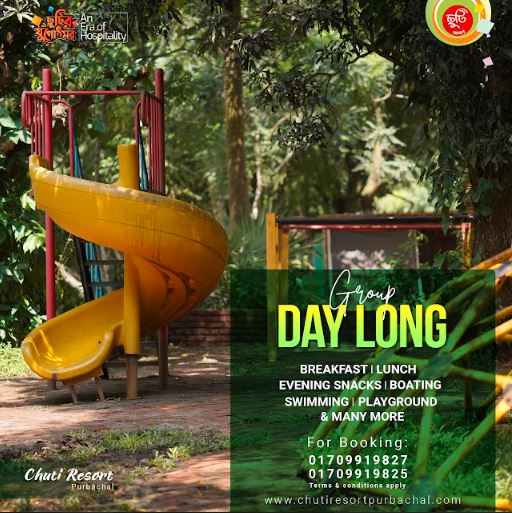 ছুটির
An
Era of
Hospitality
ছুটি
Group
DAY LONG
BREAKFAST | LUNCH
EVENING SNACKS | BOATING
SWIMMING | PLAYGROUND
& MANY MORE
For Booking:
01709919827
01709919825
Terms & conditions apply
www.chutiresortpurbachal.com
Chuti Resort
Purbachal